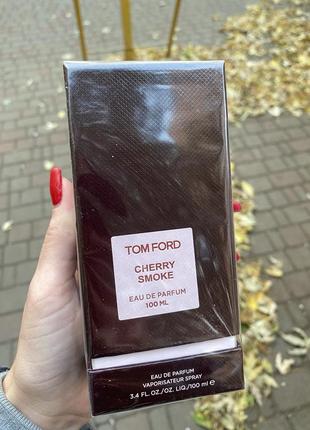 TOM FORD
CHERRY
SMOKE
EAU DE PARFUM
100 ML
EAU DE PARFUM
VAPORISATEUR SPRAY
3.4 FL. OZ./OZ. LIQ./100 ml ℮